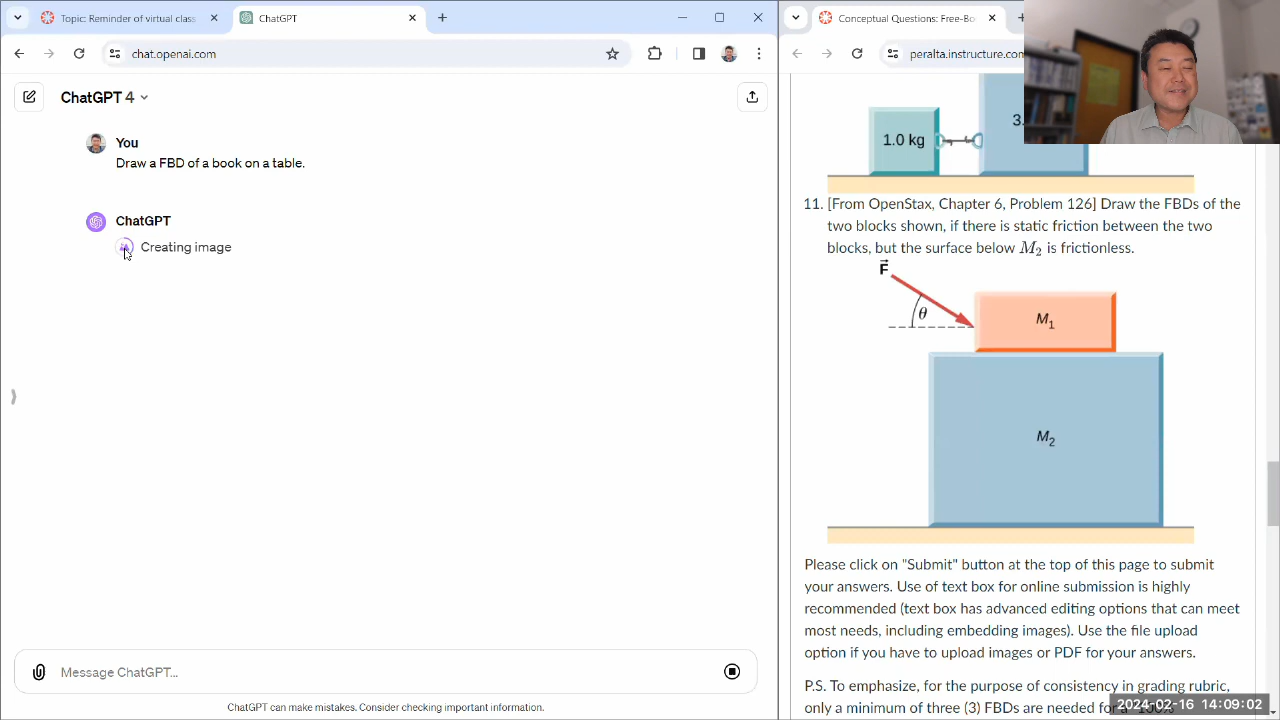 Topic: Reminder of virtual class
ChatGPT
chat.openai.com
ChatGPT 4
You
Draw a FBD of a book on a table.
ChatGPT
Creating image
Message ChatGPT...
ChatGPT can make mistakes. Consider checking important information.
Conceptual Questions: Free-Bo
peralta.instructure.com
1.0 kg
3.
11. [From OpenStax, Chapter 6, Problem 126] Draw the FBDs of the
two blocks shown, if there is static friction between the two
blocks, but the surface below M₂ is frictionless.
F⃗
θ
M₁
M₂
Please click on "Submit" button at the top of this page to submit
your answers. Use of text box for online submission is highly
recommended (text box has advanced editing options that can meet
most needs, including embedding images). Use the file upload
option if you have to upload images or PDF for your answers.
P.S. To emphasize, for the purpose of consistency in grading rubric,
only a minimum of three (3) FBDs are needed for a "100%
2024-02-16 14:09:02